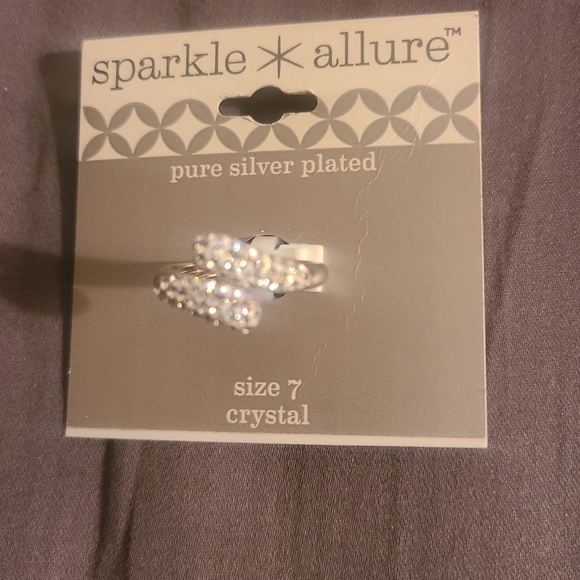 sparkle allure™
pure silver plated
size 7
crystal